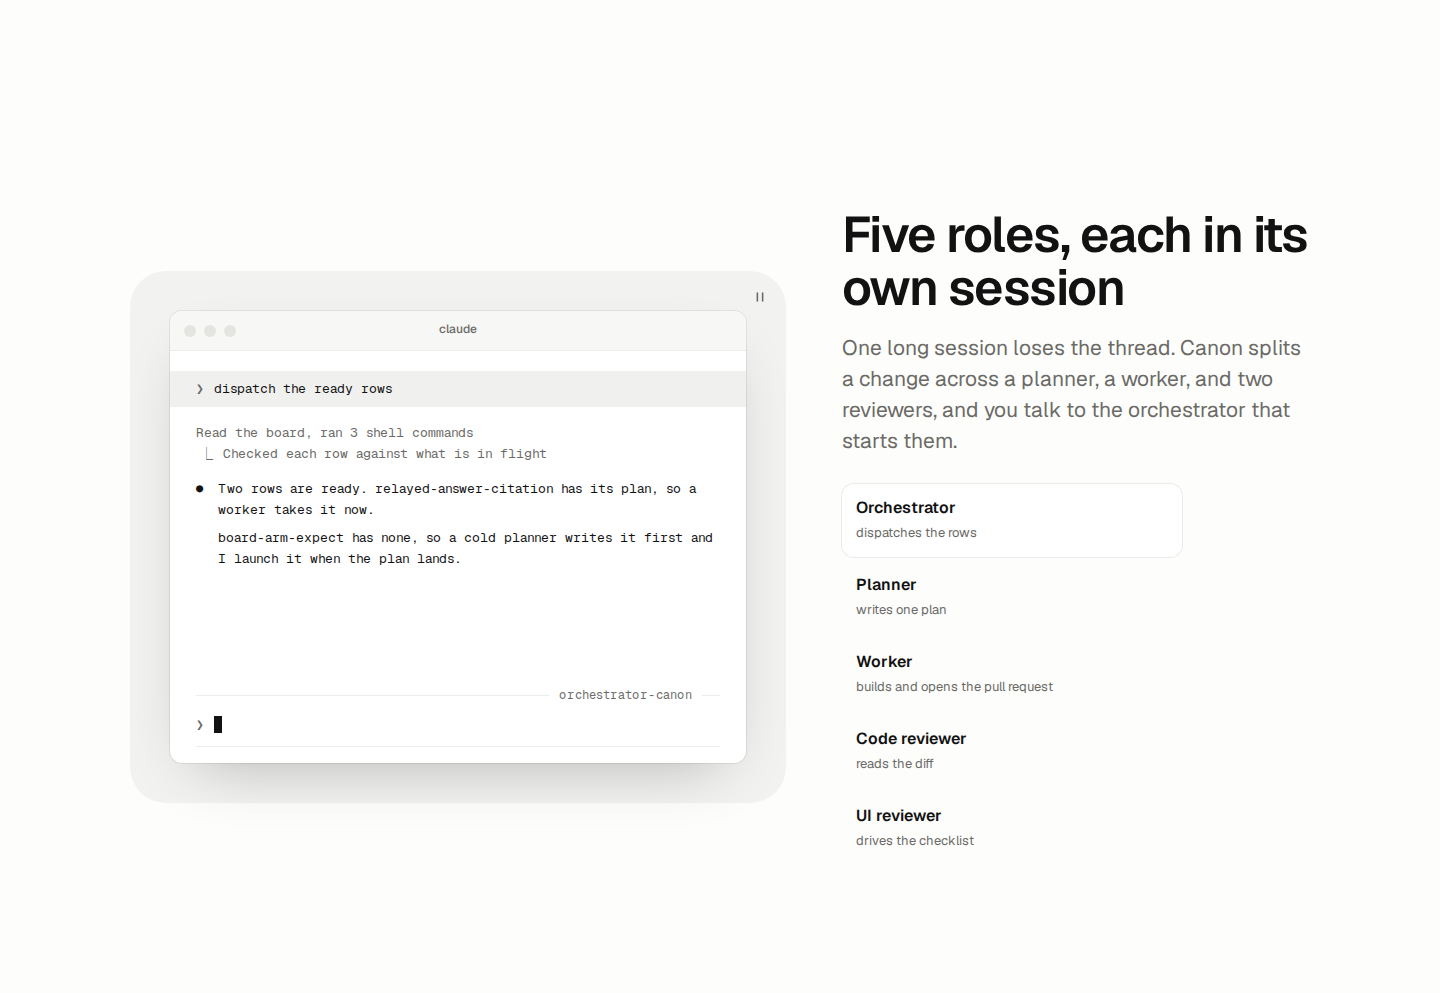 claude
❯ dispatch the ready rows
Read the board, ran 3 shell commands
⎿ Checked each row against what is in flight
● Two rows are ready. relayed-answer-citation has its plan, so a
worker takes it now.
board-arm-expect has none, so a cold planner writes it first and
I launch it when the plan lands.
orchestrator-canon
❯
Five roles, each in its
own session
One long session loses the thread. Canon splits
a change across a planner, a worker, and two
reviewers, and you talk to the orchestrator that
starts them.
Orchestrator
dispatches the rows
Planner
writes one plan
Worker
builds and opens the pull request
Code reviewer
reads the diff
UI reviewer
drives the checklist